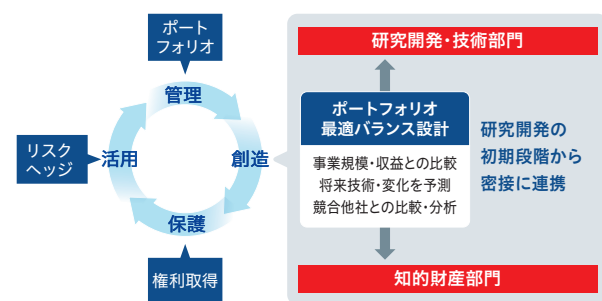 ポート
フォリオ
管理
リスク
ヘッジ
活用
創造
保護
権利取得
研究開発・技術部門
ポートフォリオ
最適バランス設計
事業規模・収益との比較
将来技術・変化を予測
競合他社との比較・分析
研究開発の
初期段階から
密接に連携
知的財産部門